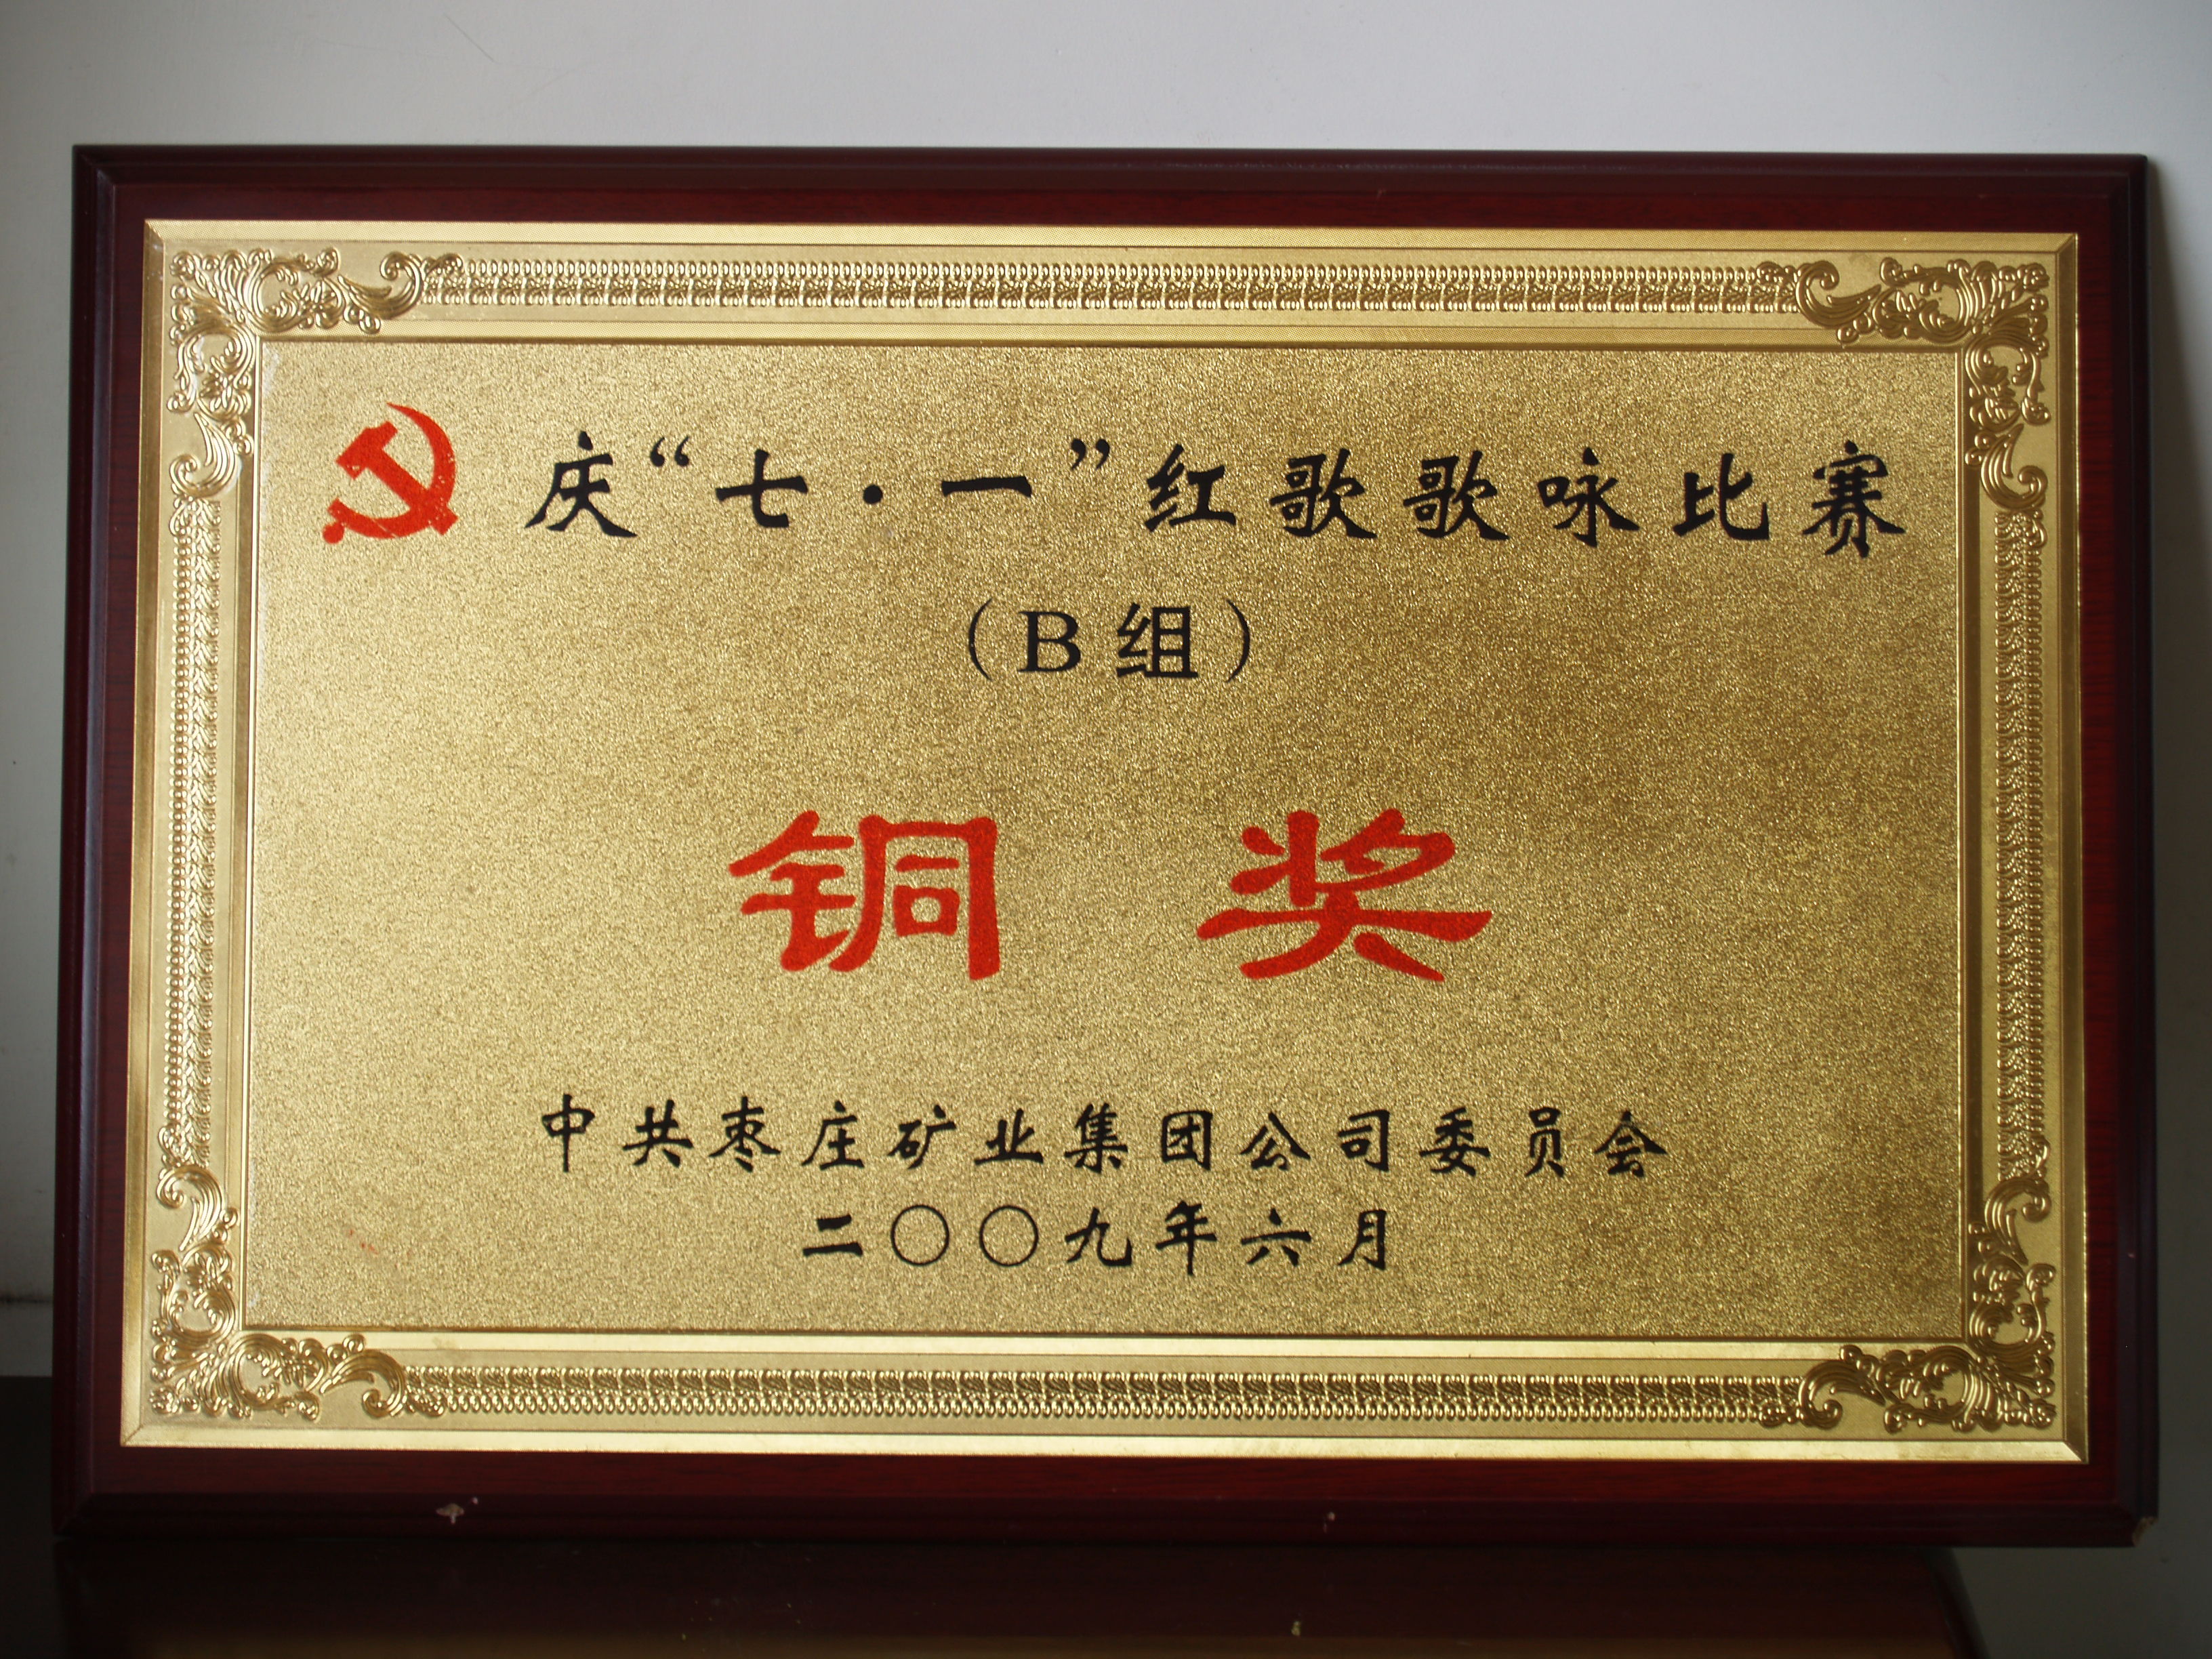 庆“七·一”红歌歌咏比赛
（B组）
铜奖
中共枣庄矿业集团公司委员会
二〇〇九年六月